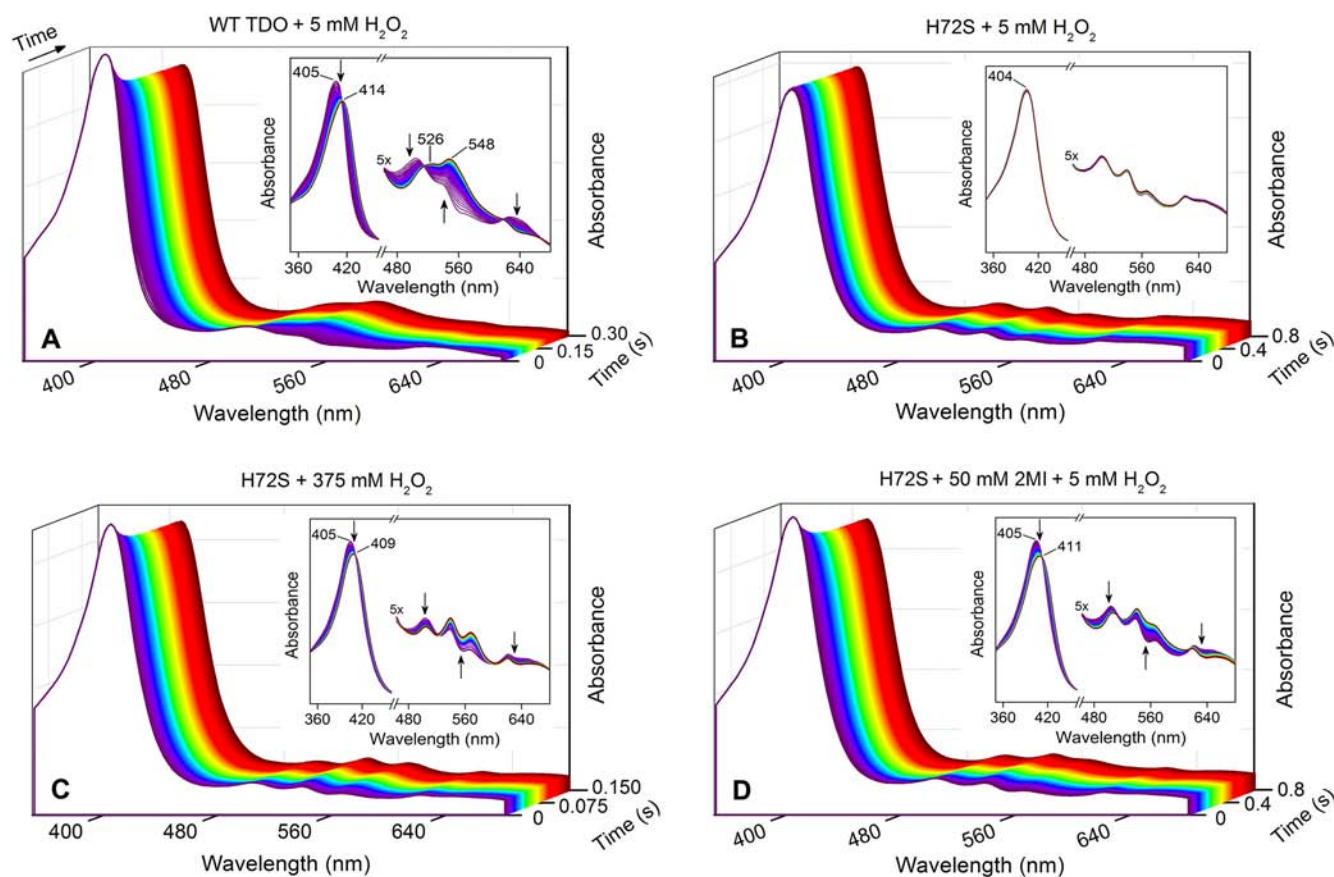 WT TDO + 5 mM H₂O₂
Time
405
414
526
548
5x
Absorbance
360 420 480 560 640
Wavelength (nm)
Absorbance
A
0.30
0.15
0
Time (s)
400 480 560 640
Wavelength (nm)
H72S + 5 mM H₂O₂
404
5x
Absorbance
360 420 480 560 640
Wavelength (nm)
Absorbance
B
0.8
0.4
0
Time (s)
400 480 560 640
Wavelength (nm)
H72S + 375 mM H₂O₂
405
409
5x
Absorbance
360 420 480 560 640
Wavelength (nm)
Absorbance
C
0.150
0.075
0
Time (s)
400 480 560 640
Wavelength (nm)
H72S + 50 mM 2MI + 5 mM H₂O₂
405
411
5x
Absorbance
360 420 480 560 640
Wavelength (nm)
Absorbance
D
0.8
0.4
0
Time (s)
400 480 560 640
Wavelength (nm)